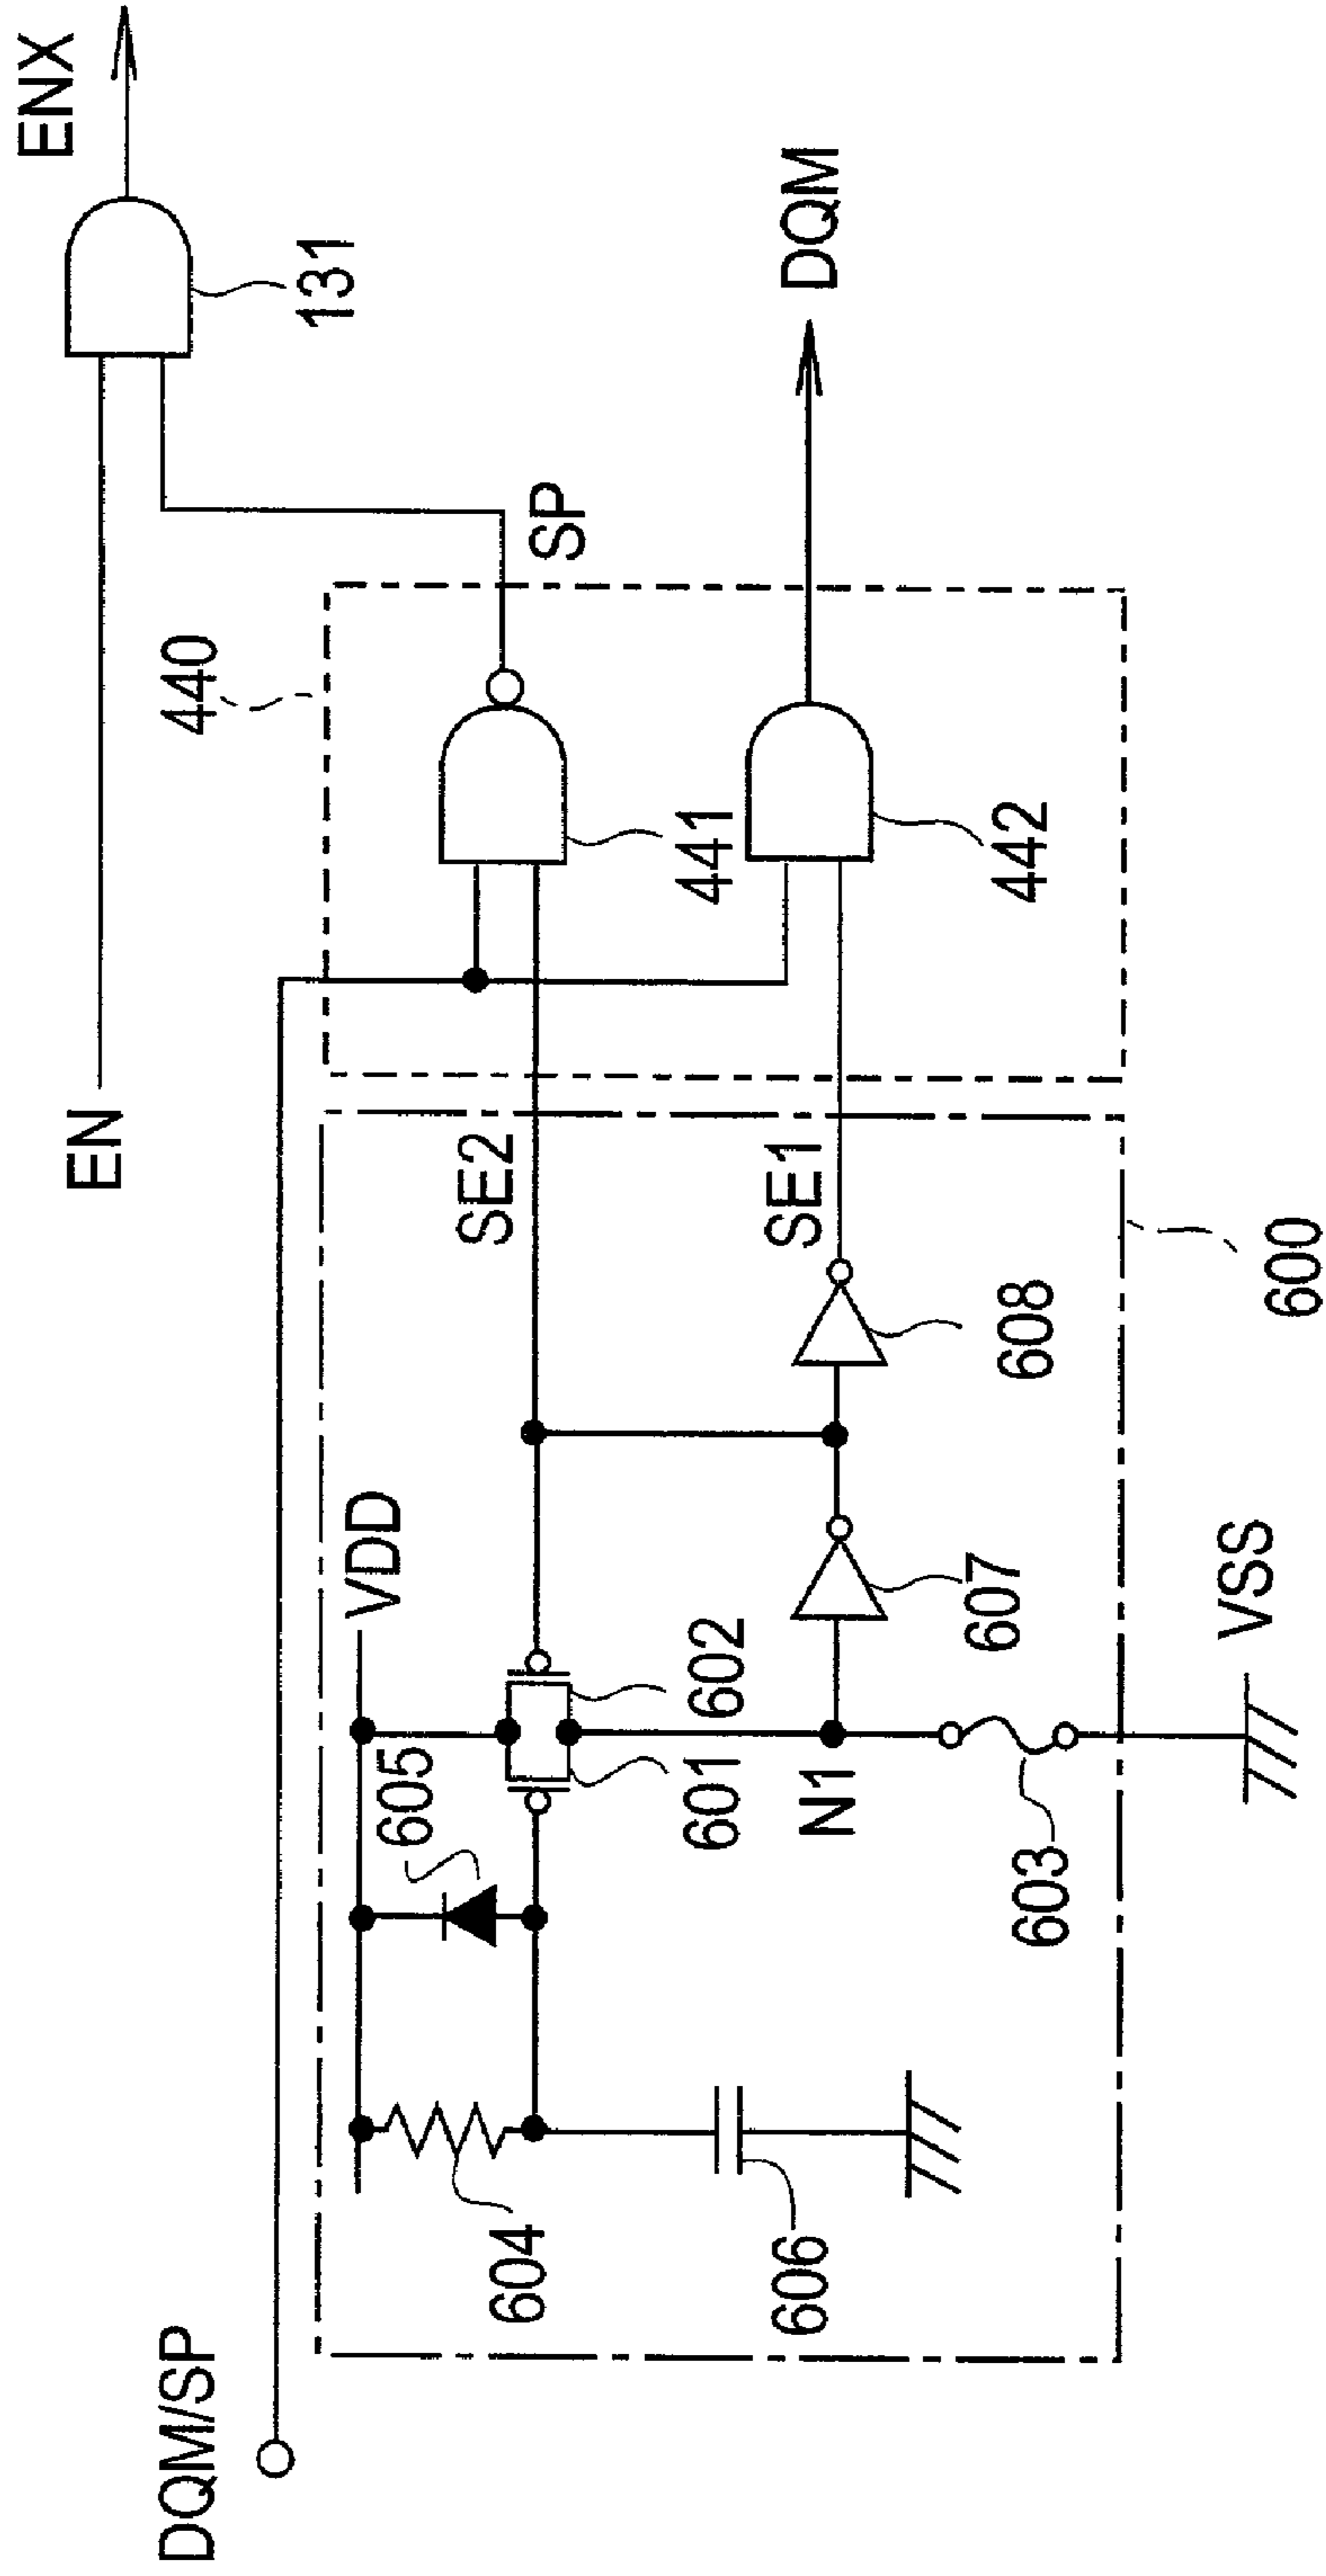 ENX
131
EN
440
SP
DQM
441
442
DQM/SP
SE2
SE1
VDD
605
602
601
604
606
N1
607
608
603
600
VSS